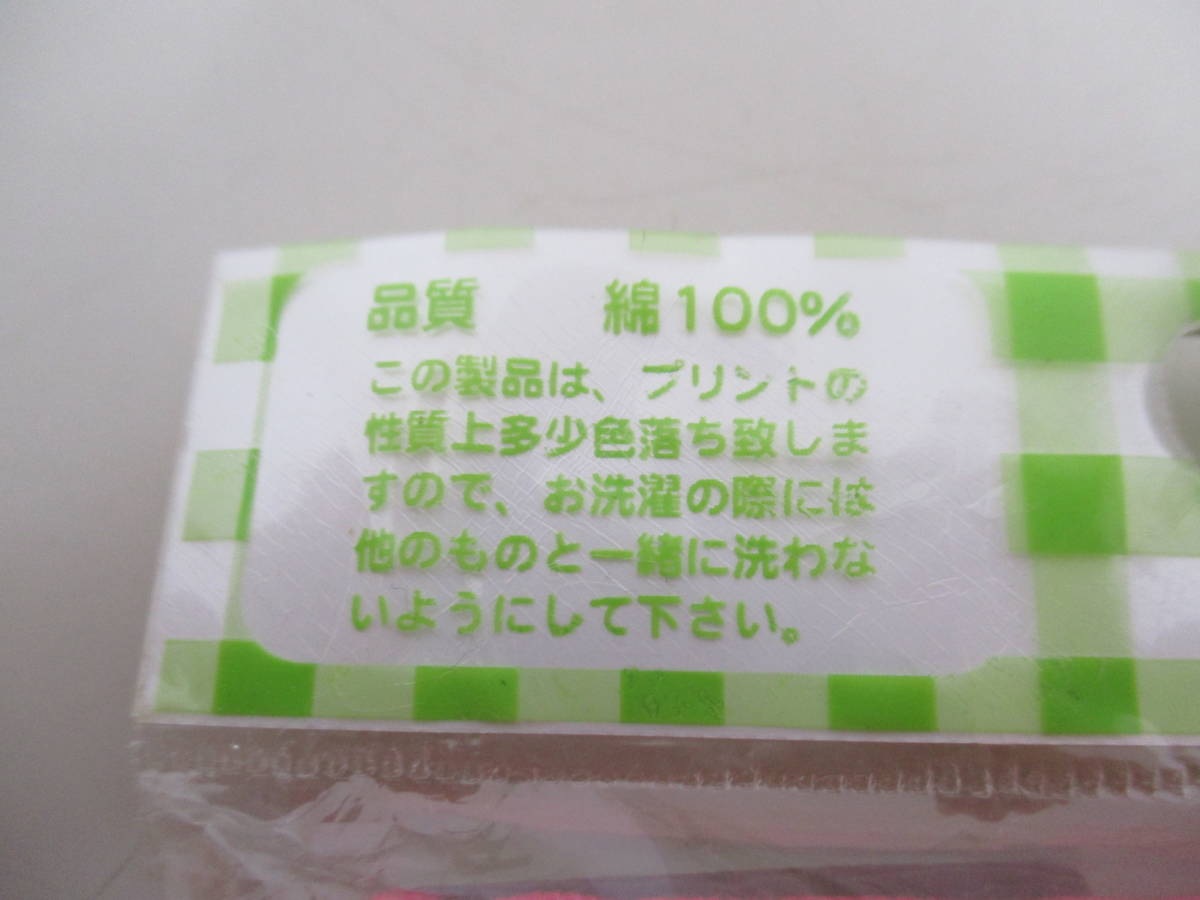 品質　綿100%
この製品は、プリントの
性質上多少色落ち致しま
すので、お洗濯の際には
他のものと一緒に洗わな
いようにして下さい。